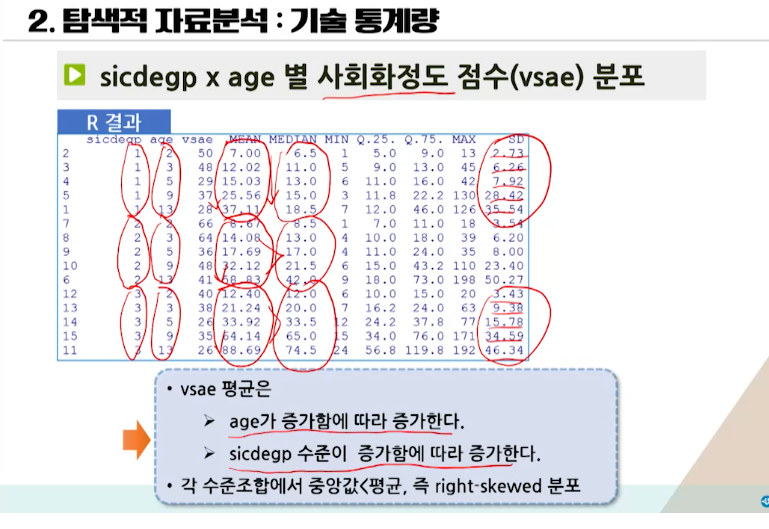 2. 탐색적 자료분석 : 기술 통계량
sicdegp x age 별 사회화정도 점수(vsae) 분포
R 결과
sicdegp age vsae MEAN MEDIAN MIN Q.25. Q.75. MAX SD
2 1 2 50 7.00 6.5 1 5.0 9.0 13 2.73
3 1 3 48 12.02 11.0 5 9.0 13.0 45 6.26
4 1 5 29 15.03 13.0 6 11.0 16.0 42 7.92
5 1 9 37 25.56 15.0 3 11.8 22.2 130 28.42
1 1 13 28 37.11 18.5 7 12.0 46.0 126 35.54
7 2 2 66 8.67 8.5 1 7.0 11.0 18 3.54
8 2 3 64 14.08 13.0 4 10.0 18.0 39 6.20
9 2 5 36 17.69 17.0 4 11.0 24.0 35 8.00
10 2 9 48 32.12 21.5 6 15.0 43.2 110 23.40
6 2 13 41 58.83 42.0 9 18.0 73.0 198 50.27
12 3 2 40 12.40 12.0 6 10.0 15.0 20 3.43
13 3 3 38 21.24 20.0 7 16.2 24.0 63 9.38
14 3 5 26 33.92 33.5 12 24.2 37.8 77 15.78
15 3 9 35 64.14 65.0 15 34.0 76.0 171 34.59
11 3 13 26 88.69 74.5 24 56.8 119.8 192 46.34
• vsae 평균은
➢ age가 증가함에 따라 증가한다.
➢ sicdegp 수준이 증가함에 따라 증가한다.
• 각 수준조합에서 중앙값<평균, 즉 right-skewed 분포